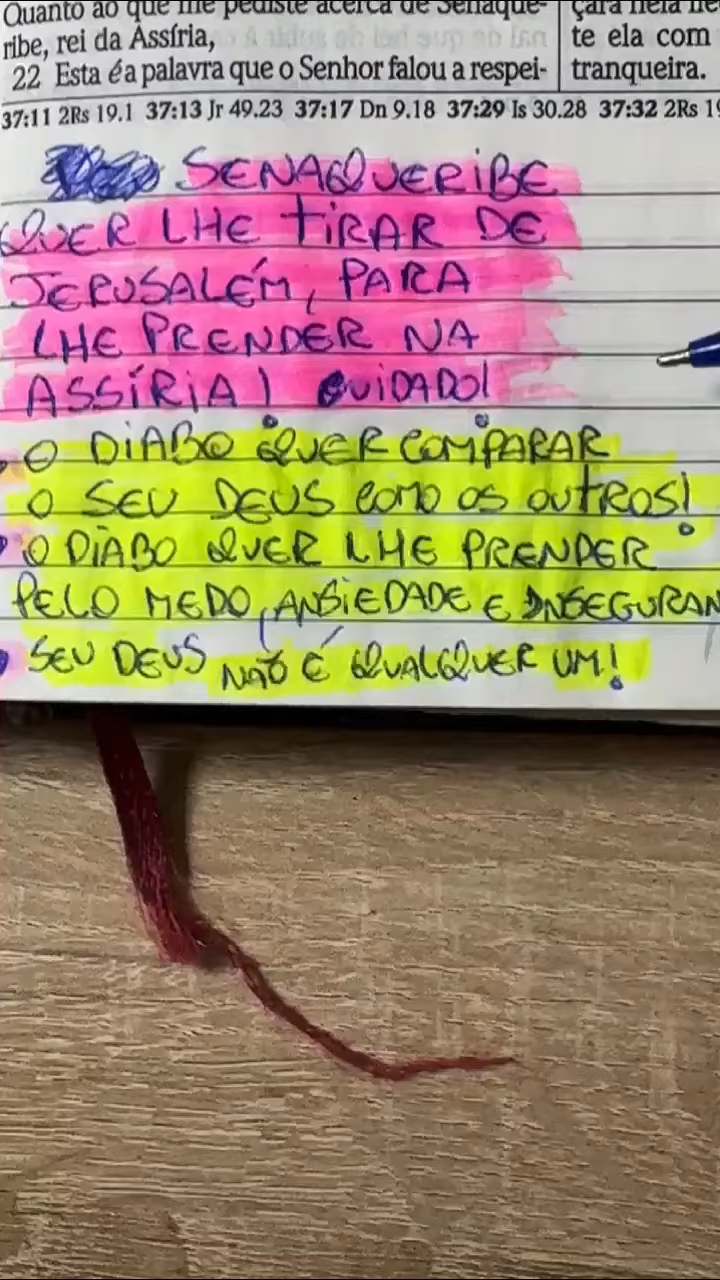 Quanto ao que me pediste acerca de Senaque-
ribe, rei da Assíria,
22 Esta é a palavra que o Senhor falou a respei-
te ela com
tranqueira.
37:11 2Rs 19.1 37:13 Jr 49.23 37:17 Dn 9.18 37:29 Is 30.28 37:32 2Rs
SENAQUERIBE
QUER LHE TIRAR DE
JERUSALÉM, PARA
LHE PRENDER NA
ASSÍRIA! CUIDADO!
O DIABO QUER COMPARAR
O SEU DEUS COMO OS OUTROS!
O DIABO QUER LHE PRENDER
PELO MEDO, ANSIEDADE E INSEGURAN
SEU DEUS NÃO É QUALQUER UM!